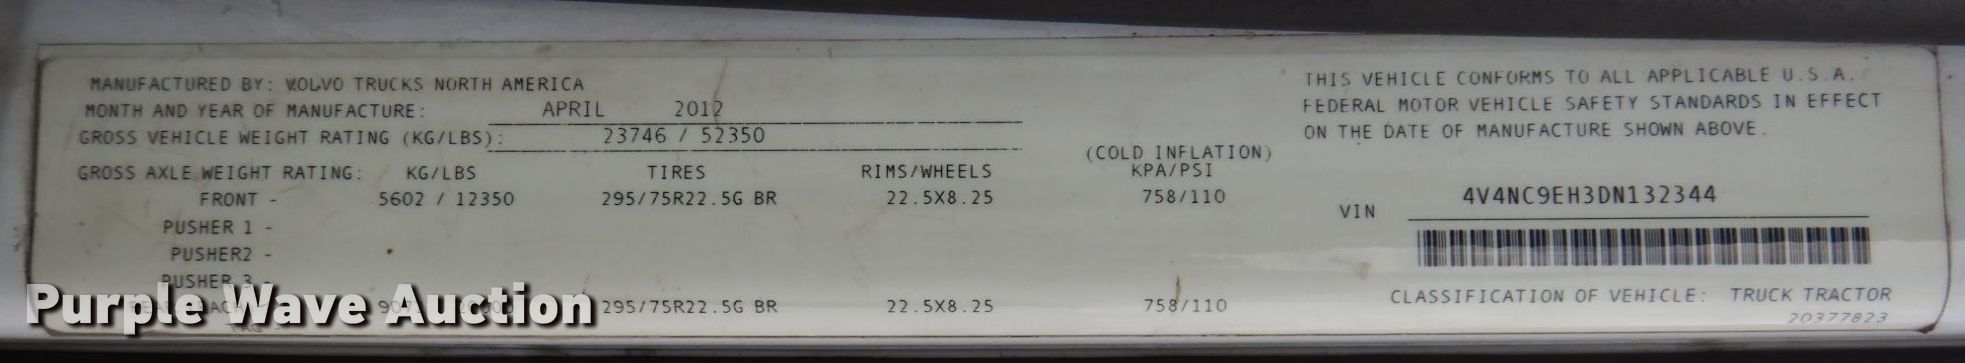 MANUFACTURED BY: VOLVO TRUCKS NORTH AMERICA
MONTH AND YEAR OF MANUFACTURE: APRIL 2012
GROSS VEHICLE WEIGHT RATING (KG/LBS): 23746 / 52350
GROSS AXLE WEIGHT RATING: KG/LBS TIRES RIMS/WHEELS (COLD INFLATION) KPA/PSI
FRONT - 5602 / 12350 295/75R22.5G BR 22.5X8.25 758/110
PUSHER 1 -
PUSHER2 -
PUSHER 3 -
295/75R22.5G BR 22.5X8.25 758/110
THIS VEHICLE CONFORMS TO ALL APPLICABLE U.S.A.
FEDERAL MOTOR VEHICLE SAFETY STANDARDS IN EFFECT
ON THE DATE OF MANUFACTURE SHOWN ABOVE.
VIN 4V4NC9EH3DN132344
CLASSIFICATION OF VEHICLE: TRUCK TRACTOR
20377823
Purple Wave Auction